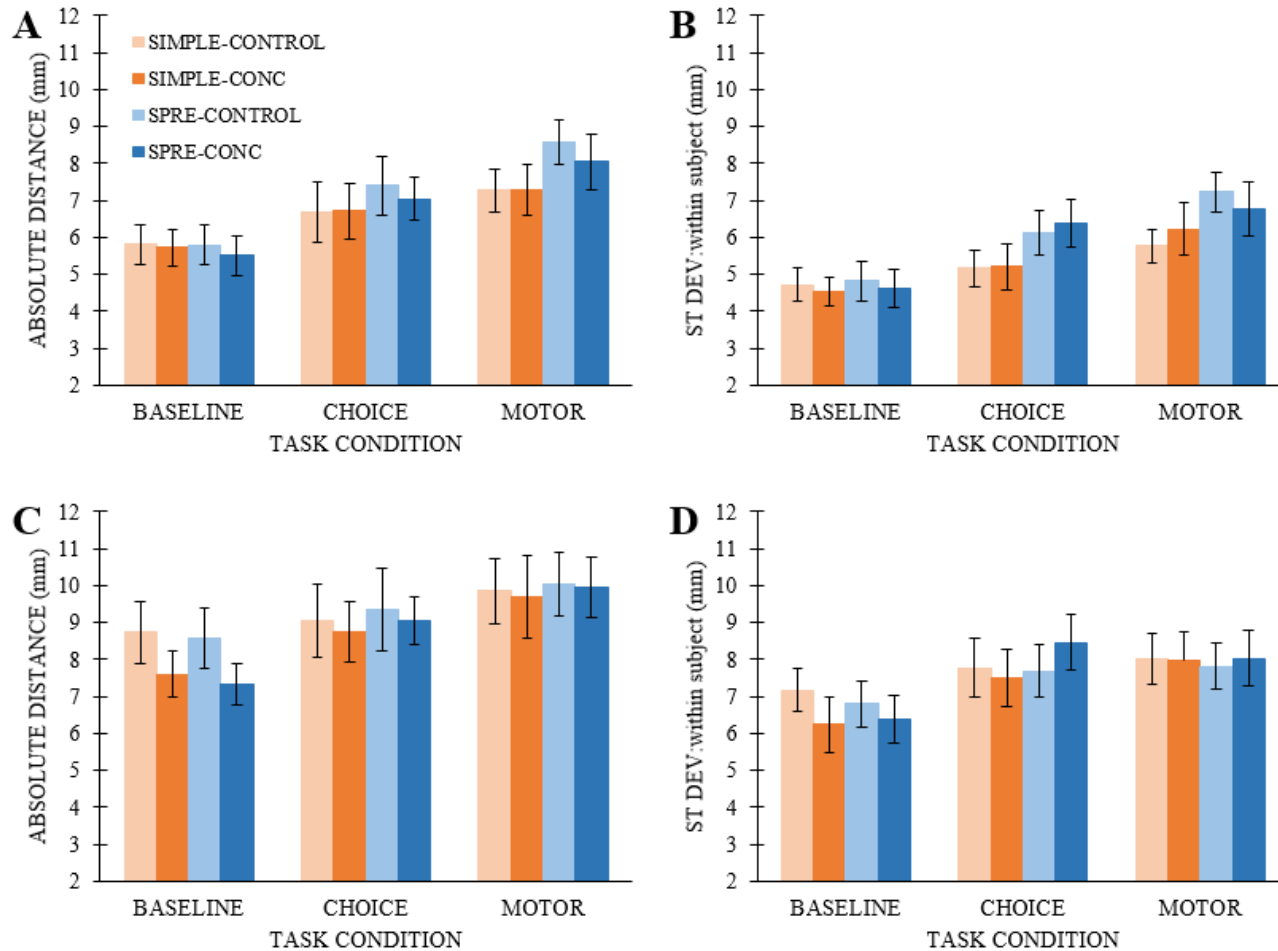 A
ABSOLUTE DISTANCE (mm)
12
11
10
9
8
7
6
5
4
3
2
SIMPLE-CONTROL
SIMPLE-CONC
SPRE-CONTROL
SPRE-CONC
BASELINE CHOICE MOTOR
TASK CONDITION
B
ST DEV:within subject (mm)
12
11
10
9
8
7
6
5
4
3
2
BASELINE CHOICE MOTOR
TASK CONDITION
C
ABSOLUTE DISTANCE (mm)
12
11
10
9
8
7
6
5
4
3
2
BASELINE CHOICE MOTOR
TASK CONDITION
D
ST DEV:within subject (mm)
12
11
10
9
8
7
6
5
4
3
2
BASELINE CHOICE MOTOR
TASK CONDITION